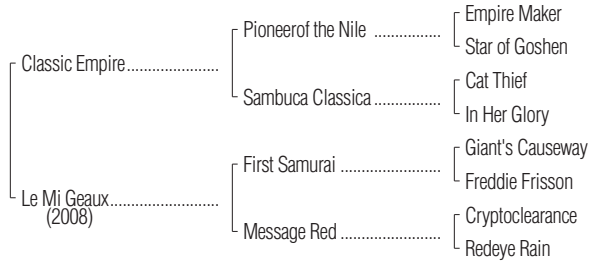 Empire Maker
Pioneerof the Nile ................
Star of Goshen
Classic Empire......................
Cat Thief
Sambuca Classica................
In Her Glory
Giant's Causeway
First Samurai ........................
Freddie Frisson
Le Mi Geaux..........................
(2008)
Cryptoclearance
Message Red ........................
Redeye Rain